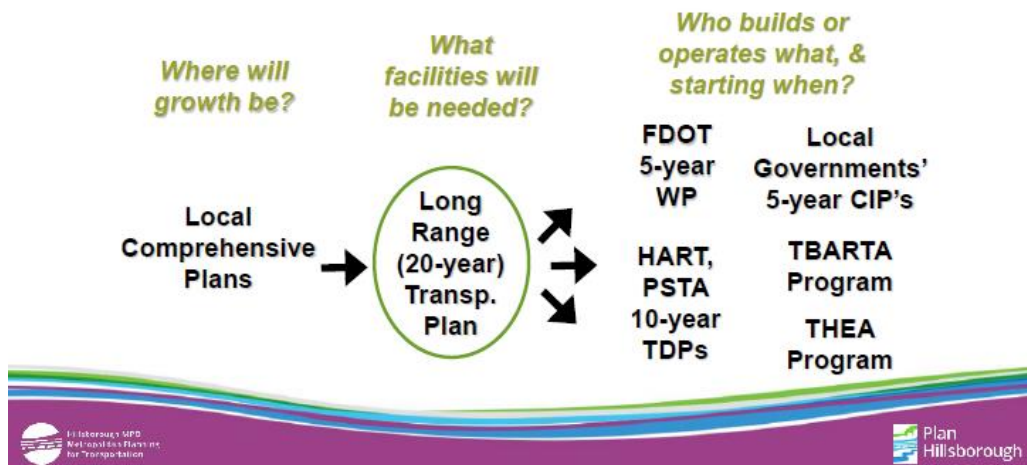 Where will
growth be?
What
facilities will
be needed?
Who builds or
operates what, &
starting when?
Local
Comprehensive
Plans
Long
Range
(20-year)
Transp.
Plan
FDOT
5-year
WP
Local
Governments'
5-year CIP's
HART,
PSTA
10-year
TDPs
TBARTA
Program
THEA
Program
Hillsborough MPO
Metropolitan Planning
for Transportation
Plan
Hillsborough